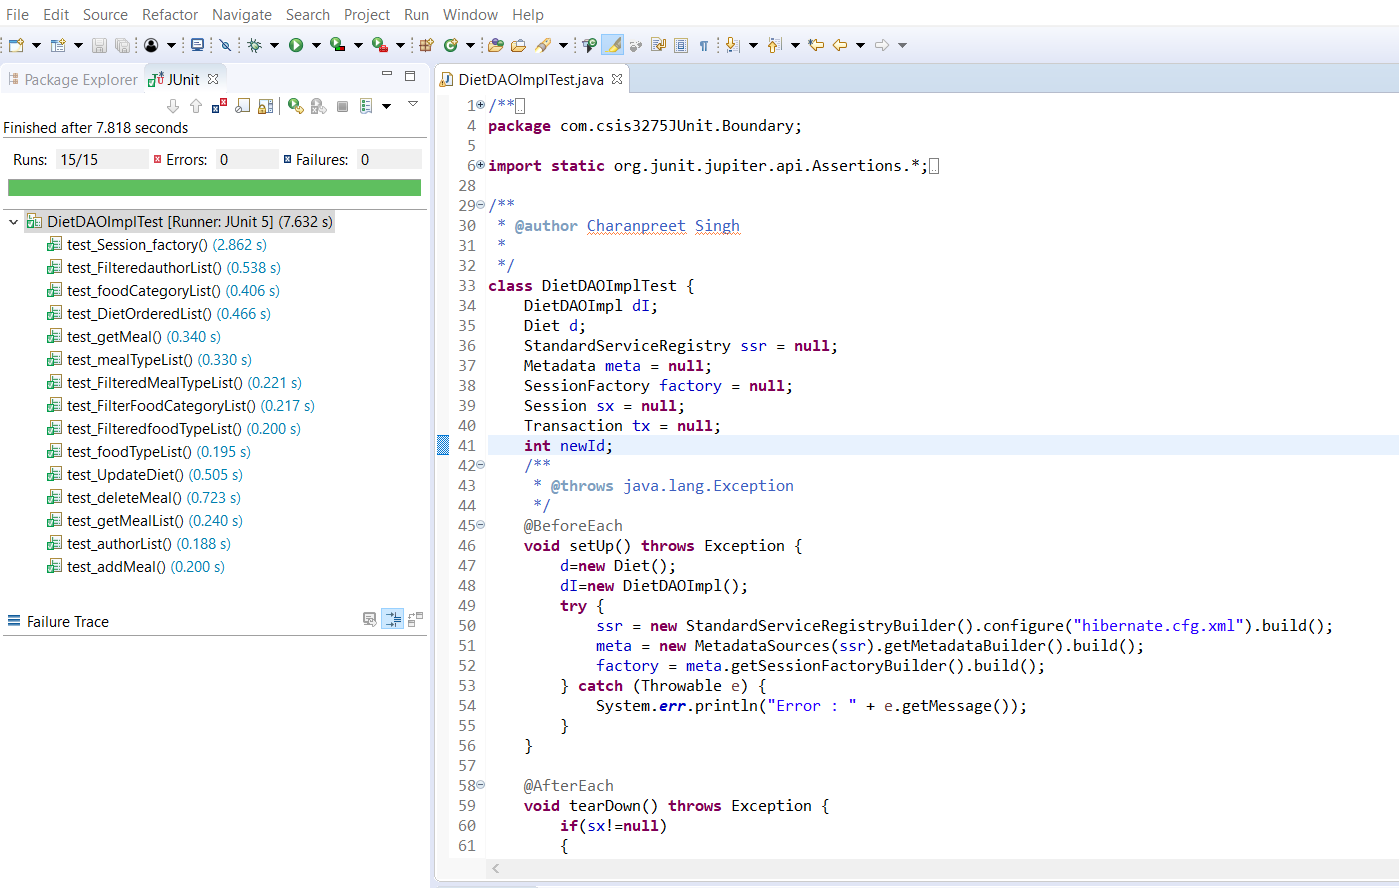 File Edit Source Refactor Navigate Search Project Run Window Help
Package Explorer JUnit
Finished after 7.818 seconds
Runs: 15/15 Errors: 0 Failures: 0
DietDAOImplTest [Runner: JUnit 5] (7.632 s)
test_Session_factory() (2.862 s)
test_FilteredauthorList() (0.538 s)
test_foodCategoryList() (0.406 s)
test_DietOrderedList() (0.466 s)
test_getMeal() (0.340 s)
test_mealTypeList() (0.330 s)
test_FilteredMealTypeList() (0.221 s)
test_FilterFoodCategoryList() (0.217 s)
test_FilteredfoodTypeList() (0.200 s)
test_foodTypeList() (0.195 s)
test_UpdateDiet() (0.505 s)
test_deleteMeal() (0.723 s)
test_getMealList() (0.240 s)
test_authorList() (0.188 s)
test_addMeal() (0.200 s)
Failure Trace
DietDAOImplTest.java
1 /**
4 package com.csis3275JUnit.Boundary;
5
6 import static org.junit.jupiter.api.Assertions.*;
28
29 /**
30 * @author Charanpreet Singh
31 *
32 */
33 class DietDAOImplTest {
34 DietDAOImpl dI;
35 Diet d;
36 StandardServiceRegistry ssr = null;
37 Metadata meta = null;
38 SessionFactory factory = null;
39 Session sx = null;
40 Transaction tx = null;
41 int newId;
42 /**
43 * @throws java.lang.Exception
44 */
45 @BeforeEach
46 void setUp() throws Exception {
47 d=new Diet();
48 dI=new DietDAOImpl();
49 try {
50 ssr = new StandardServiceRegistryBuilder().configure("hibernate.cfg.xml").build();
51 meta = new MetadataSources(ssr).getMetadataBuilder().build();
52 factory = meta.getSessionFactoryBuilder().build();
53 } catch (Throwable e) {
54 System.err.println("Error : " + e.getMessage());
55 }
56 }
57
58 @AfterEach
59 void tearDown() throws Exception {
60 if(sx!=null)
61 {